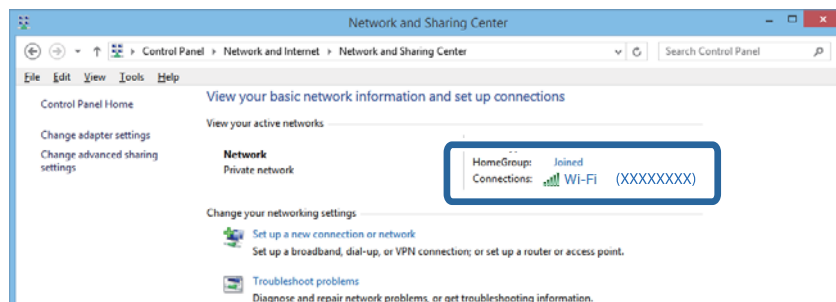 Network and Sharing Center
Control Panel ▸ Network and Internet ▸ Network and Sharing Center
Search Control Panel
File Edit View Tools Help
Control Panel Home
Change adapter settings
Change advanced sharing
settings
View your basic network information and set up connections
View your active networks
Network
Private network
HomeGroup: Joined
Connections: Wi-Fi (XXXXXXXX)
Change your networking settings
Set up a new connection or network
Set up a broadband, dial-up, or VPN connection; or set up a router or access point.
Troubleshoot problems
Diagnose and repair network problems, or get troubleshooting information.